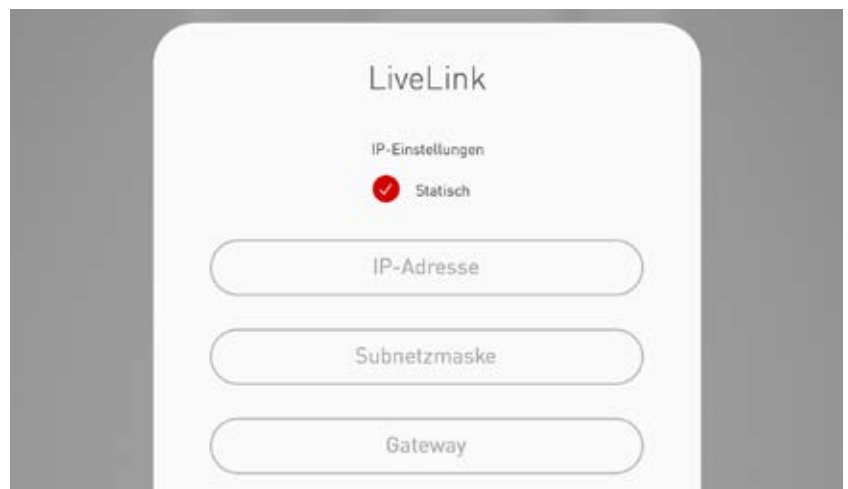 LiveLink
IP-Einstellungen
Statisch
IP-Adresse
Subnetzmaske
Gateway